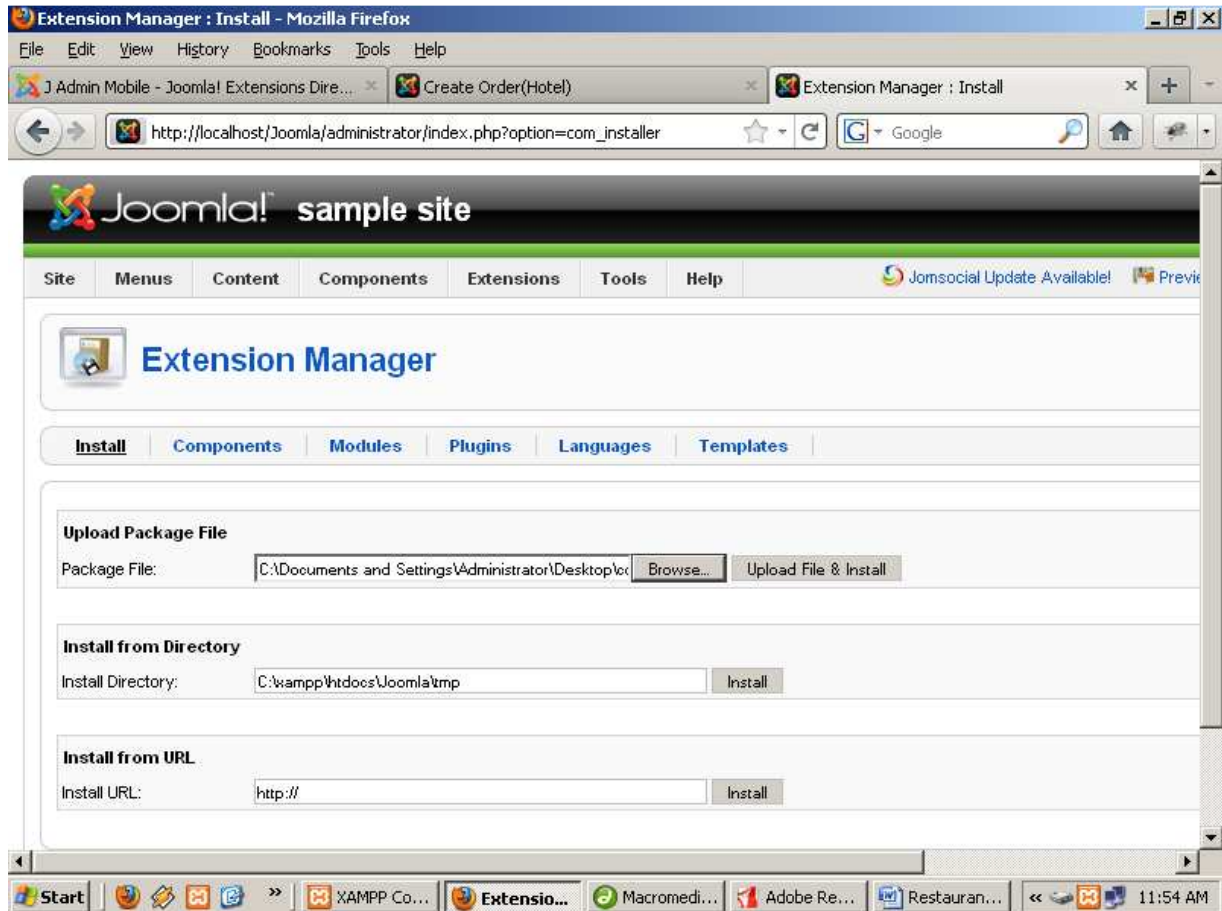 Extension Manager : Install - Mozilla Firefox
File Edit View History Bookmarks Tools Help
J Admin Mobile - Joomla! Extensions Dire... Create Order(Hotel) Extension Manager : Install
http://localhost/Joomla/administrator/index.php?option=com_installer Google
Joomla!™ sample site
Site Menus Content Components Extensions Tools Help Jomsocial Update Available! Previe
Extension Manager
Install Components Modules Plugins Languages Templates
Upload Package File
Package File: C:\Documents and Settings\Administrator\Desktop\co Browse... Upload File & Install
Install from Directory
Install Directory: C:\xampp\htdocs\Joomla\tmp Install
Install from URL
Install URL: http:// Install
Start » XAMPP Co... Extensio... Macromedi... Adobe Re... Restauran... « 11:54 AM